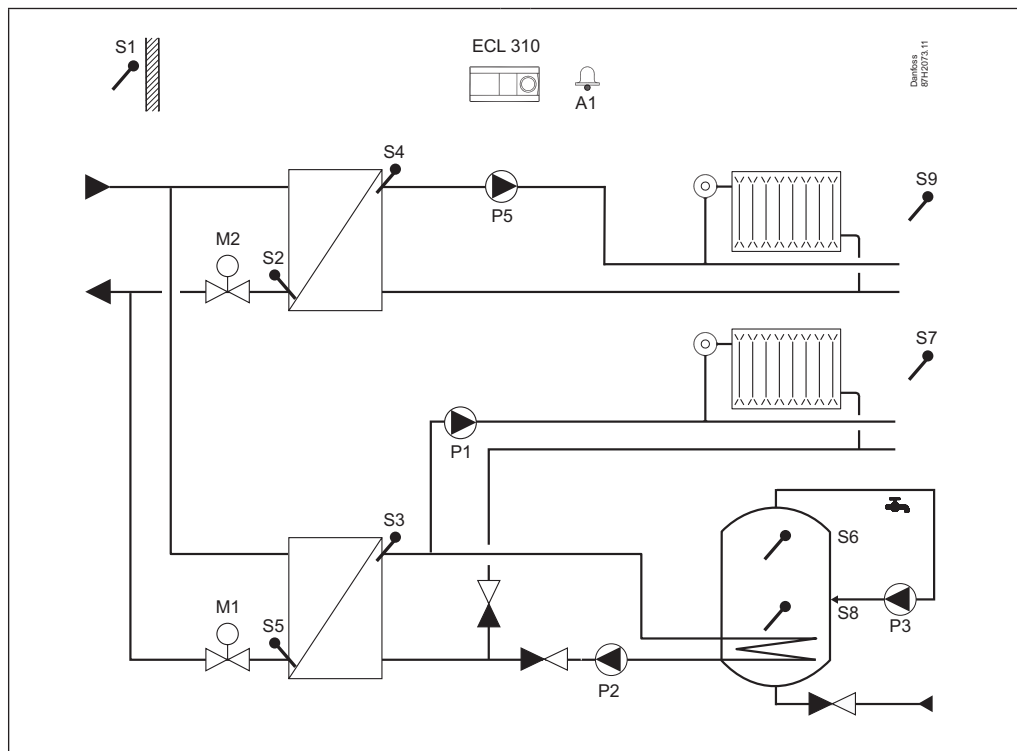 S1
ECL 310
A1
Danfoss
87H2073.11
S4
P5
S9
M2
S2
S7
P1
S3
S6
M1
S5
S8
P3
P2